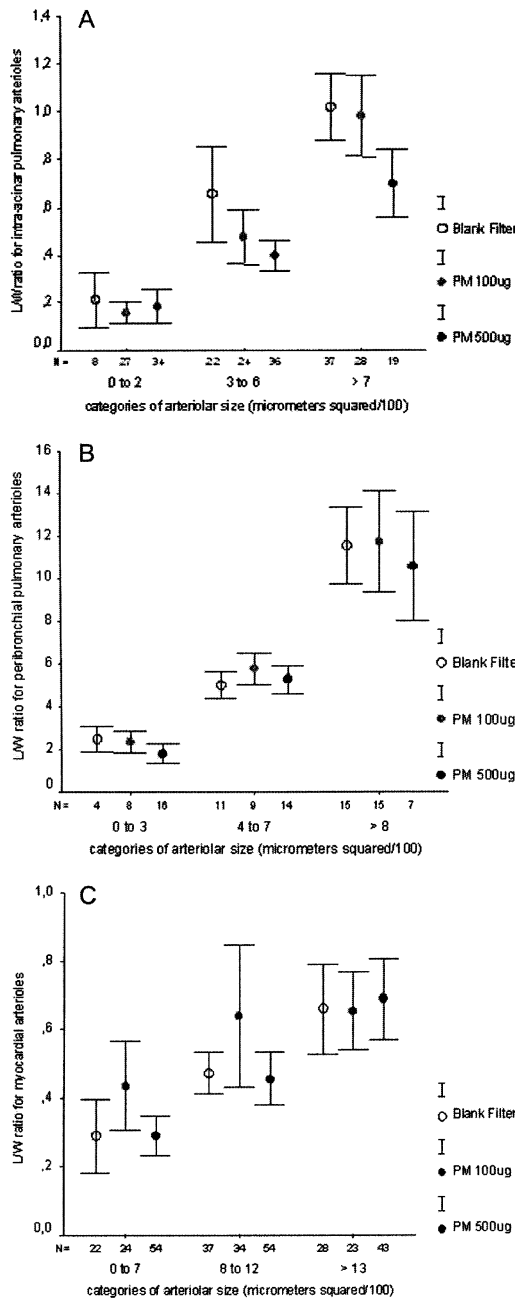 A
L/W ratio for intra-acinar pulmonary arterioles
1,4
1,2
1,0
,8
,6
,4
,2
0,0
Blank Filter
PM 100ug
PM 500ug
N = 8 27 34 22 24 36 37 28 19
0 to 2 3 to 6 > 7
categories of arteriolar size (micrometers squared/100)
B
L/W ratio for peribronchial pulmonary arterioles
16
14
12
10
8
6
4
2
0
Blank Filte
PM 100ug
PM 500ug
N = 4 8 16 11 9 14 15 15 7
0 to 3 4 to 7 > 8
categories of arteriolar size (micrometers squared/100)
C
L/W ratio for myocardial arterioles
1,0
,8
,6
,4
,2
0,0
Blank Filter
PM 100ug
PM 500ug
N = 22 24 54 37 34 54 28 23 43
0 to 7 8 to 12 > 13
categories of arteriolar size (micrometers squared/100)